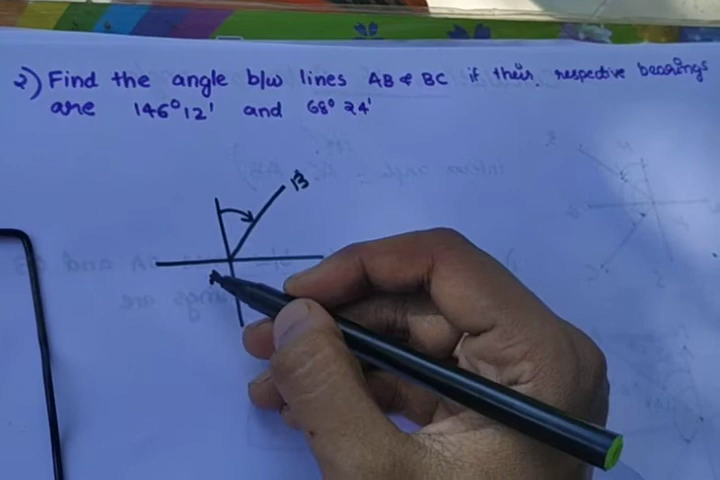 2) Find the angle b/w lines AB & BC if their respective bearings
are 146° 12' and 68° 24'
B